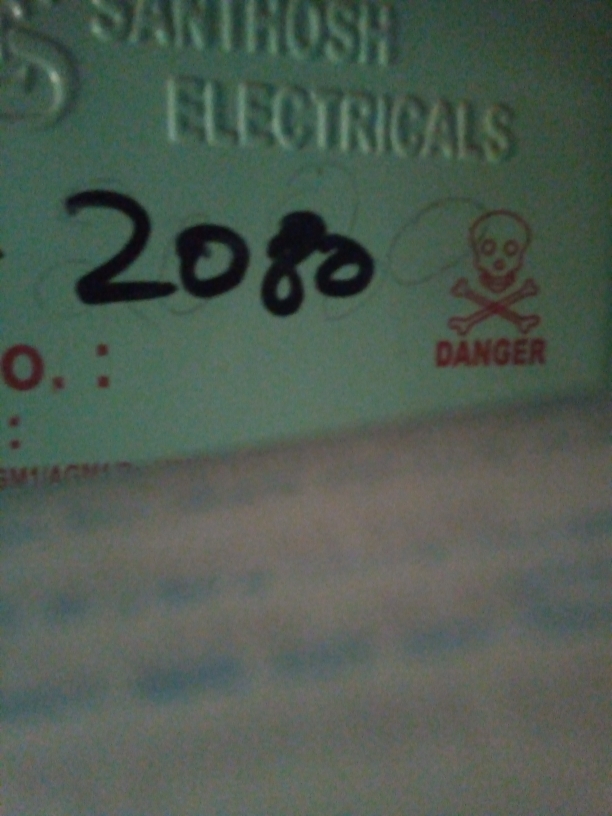 SANTHOSH
ELECTRICALS
2080
DANGER
o. :
: